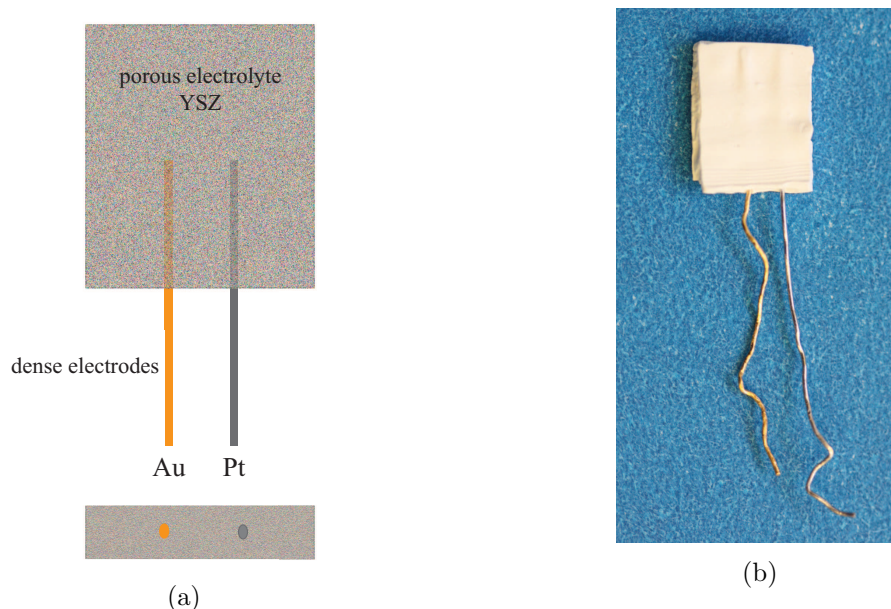 porous electrolyte
YSZ
dense electrodes
Au Pt
(a)
(b)